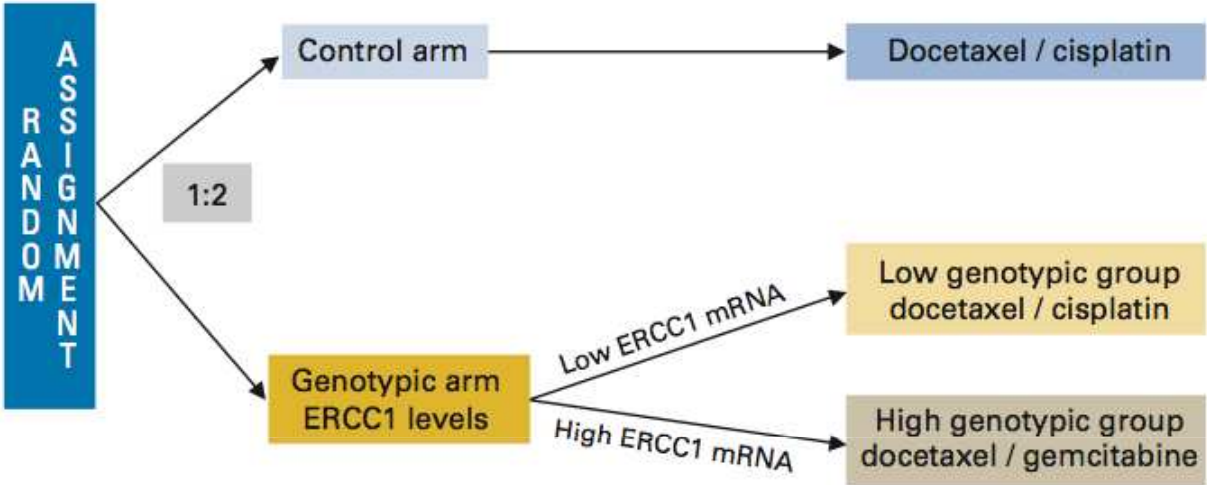 RANDOM
ASSIGNMENT
Control arm
Docetaxel / cisplatin
1:2
Genotypic arm
ERCC1 levels
Low ERCC1 mRNA
High ERCC1 mRNA
Low genotypic group
docetaxel / cisplatin
High genotypic group
docetaxel / gemcitabine